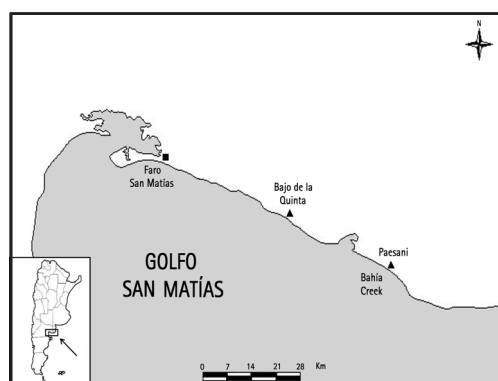 N
Faro
San Matías
Bajo de la
Quinta
Paesani
Bahía
Creek
GOLFO
SAN MATÍAS
0 7 14 21 28 Km